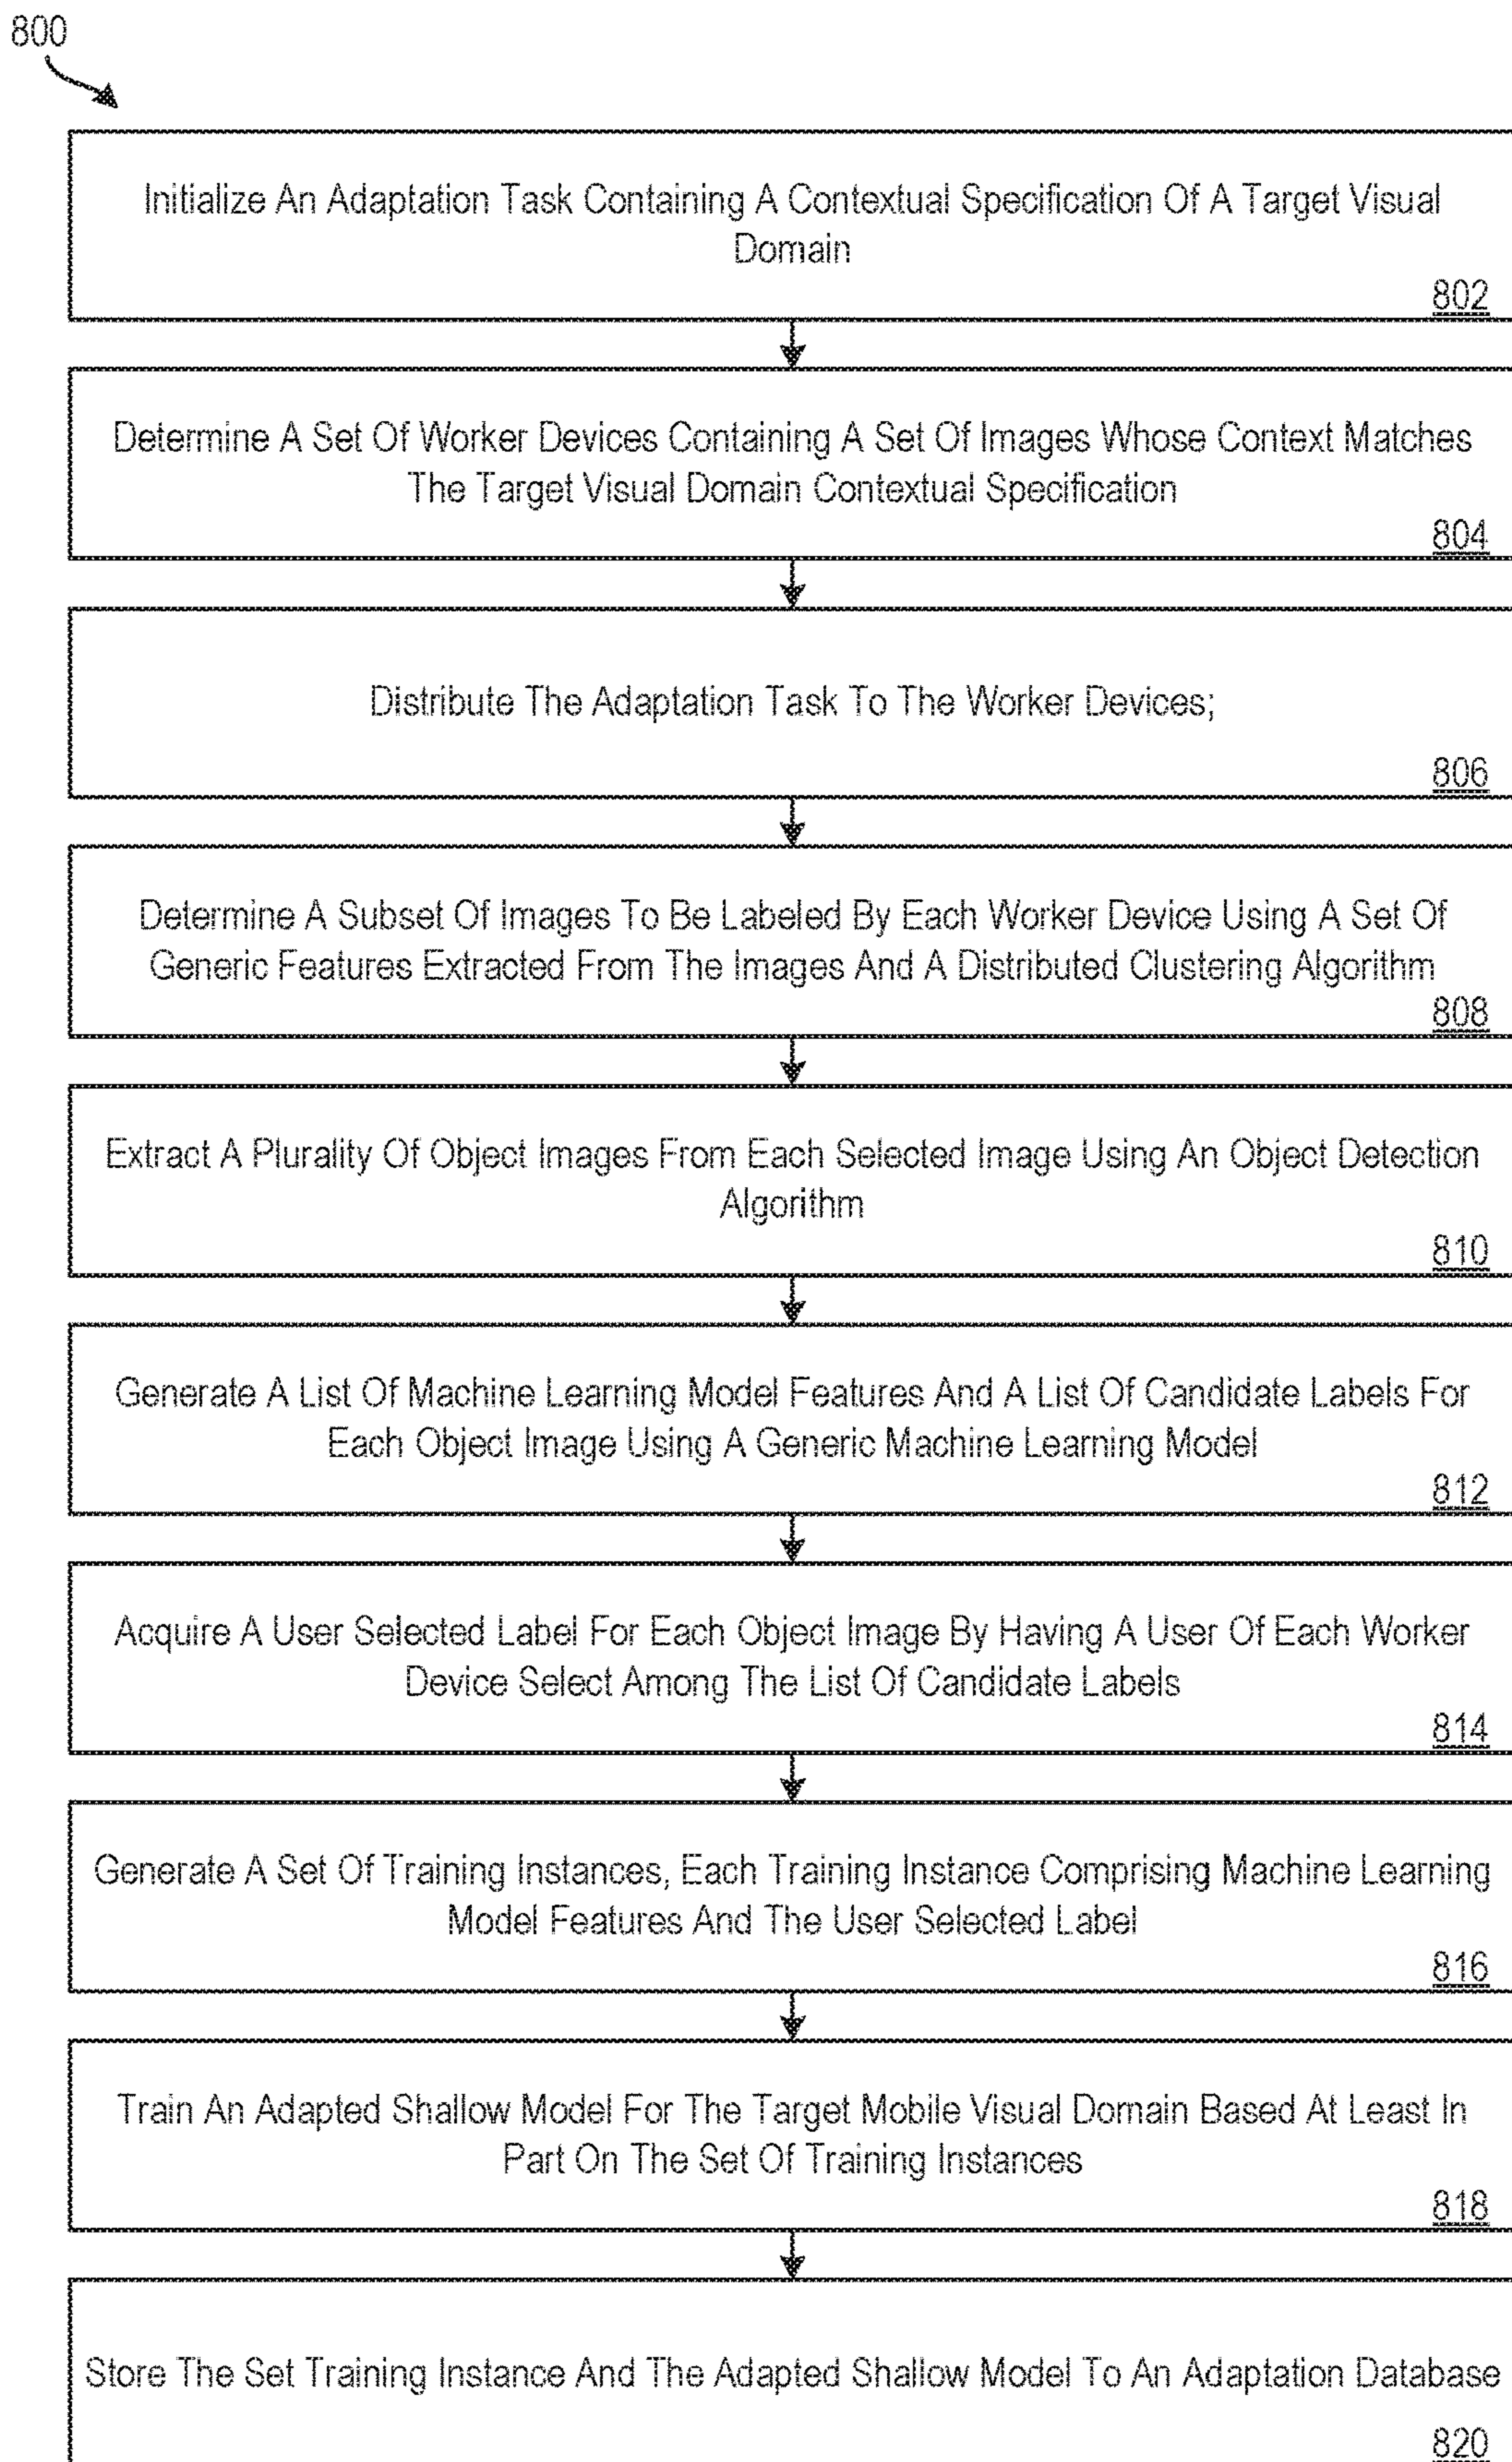 800
Initialize An Adaptation Task Containing A Contextual Specification Of A Target Visual
Domain
802
Determine A Set Of Worker Devices Containing A Set Of Images Whose Context Matches
The Target Visual Domain Contextual Specification
804
Distribute The Adaptation Task To The Worker Devices;
806
Determine A Subset Of Images To Be Labeled By Each Worker Device Using A Set Of
Generic Features Extracted From The Images And A Distributed Clustering Algorithm
808
Extract A Plurality Of Object Images From Each Selected Image Using An Object Detection
Algorithm
810
Generate A List Of Machine Learning Model Features And A List Of Candidate Labels For
Each Object Image Using A Generic Machine Learning Model
812
Acquire A User Selected Label For Each Object Image By Having A User Of Each Worker
Device Select Among The List Of Candidate Labels
814
Generate A Set Of Training Instances, Each Training Instance Comprising Machine Learning
Model Features And The User Selected Label
816
Train An Adapted Shallow Model For The Target Mobile Visual Domain Based At Least In
Part On The Set Of Training Instances
818
Store The Set Training Instance And The Adapted Shallow Model To An Adaptation Database
820